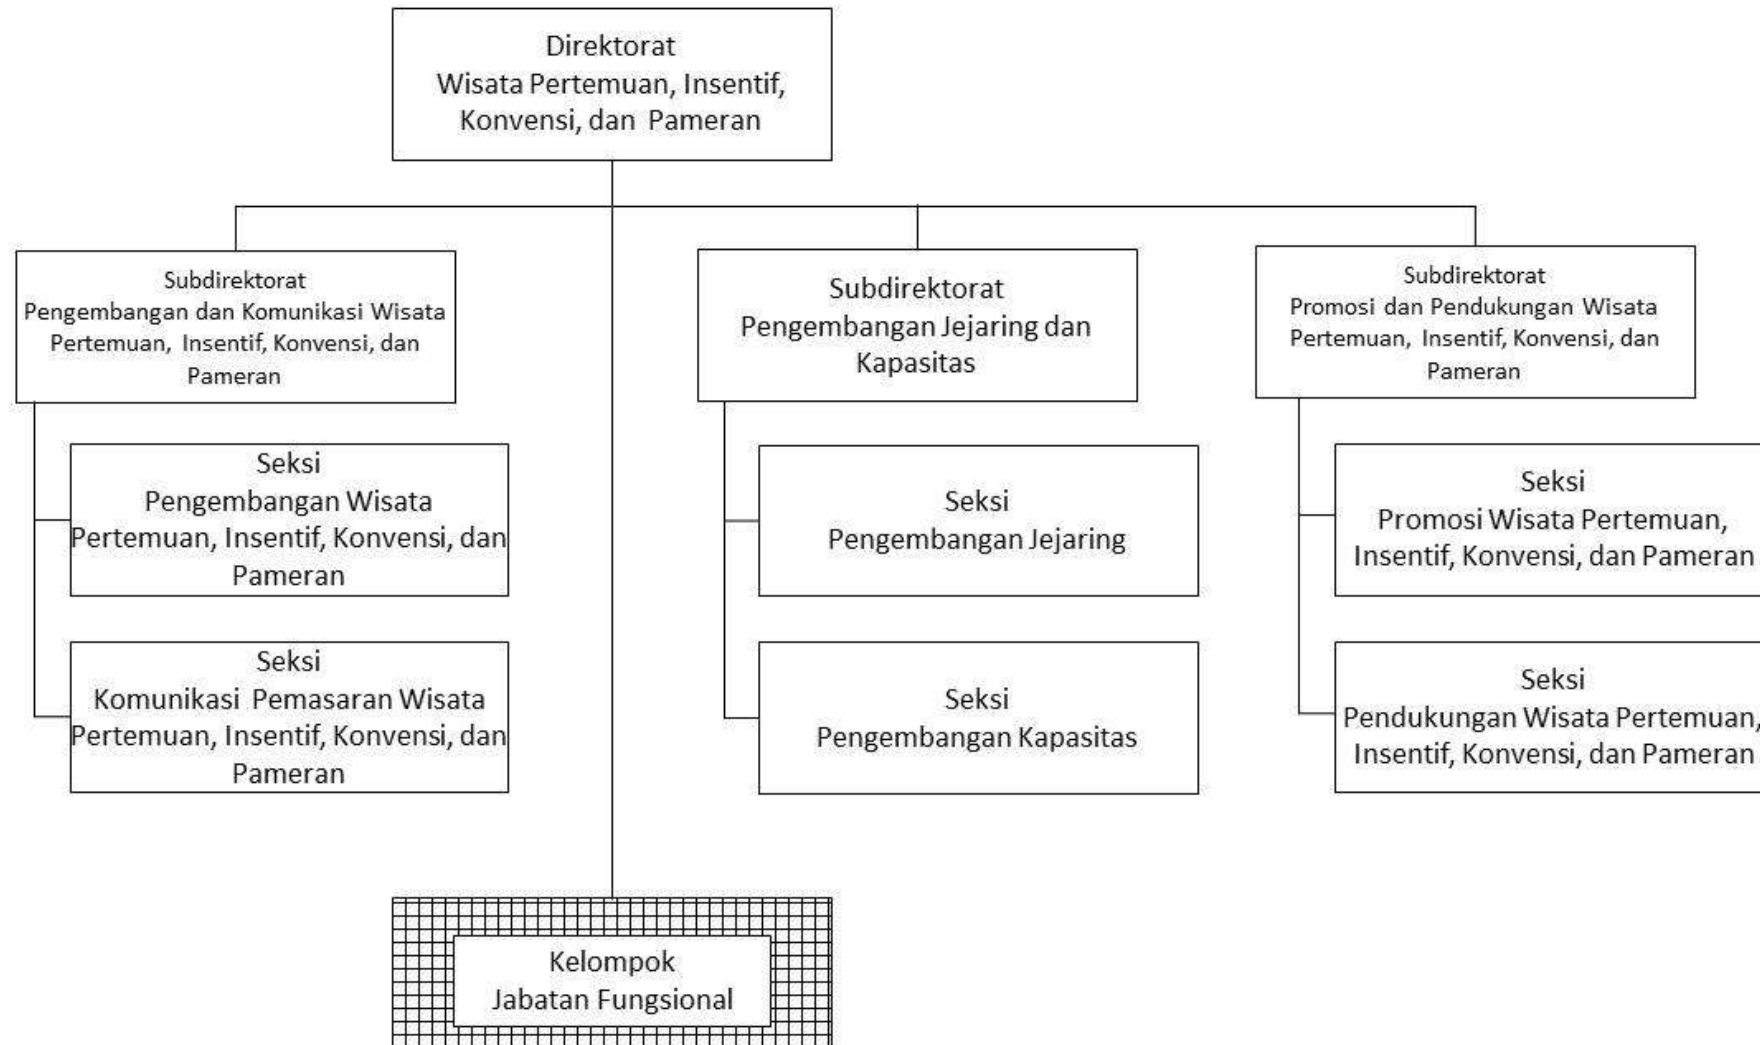 Direktorat
Wisata Pertemuan, Insentif,
Konvensi, dan Pameran
Subdirektorat
Pengembangan dan Komunikasi Wisata
Pertemuan, Insentif, Konvensi, dan
Pameran
Subdirektorat
Pengembangan Jejaring dan
Kapasitas
Subdirektorat
Promosi dan Pendukungan Wisata
Pertemuan, Insentif, Konvensi, dan
Pameran
Seksi
Pengembangan Wisata
Pertemuan, Insentif, Konvensi, dan
Pameran
Seksi
Pengembangan Jejaring
Seksi
Promosi Wisata Pertemuan,
Insentif, Konvensi, dan Pameran
Seksi
Komunikasi Pemasaran Wisata
Pertemuan, Insentif, Konvensi, dan
Pameran
Seksi
Pengembangan Kapasitas
Seksi
Pendukungan Wisata Pertemuan,
Insentif, Konvensi, dan Pameran
Kelompok
Jabatan Fungsional